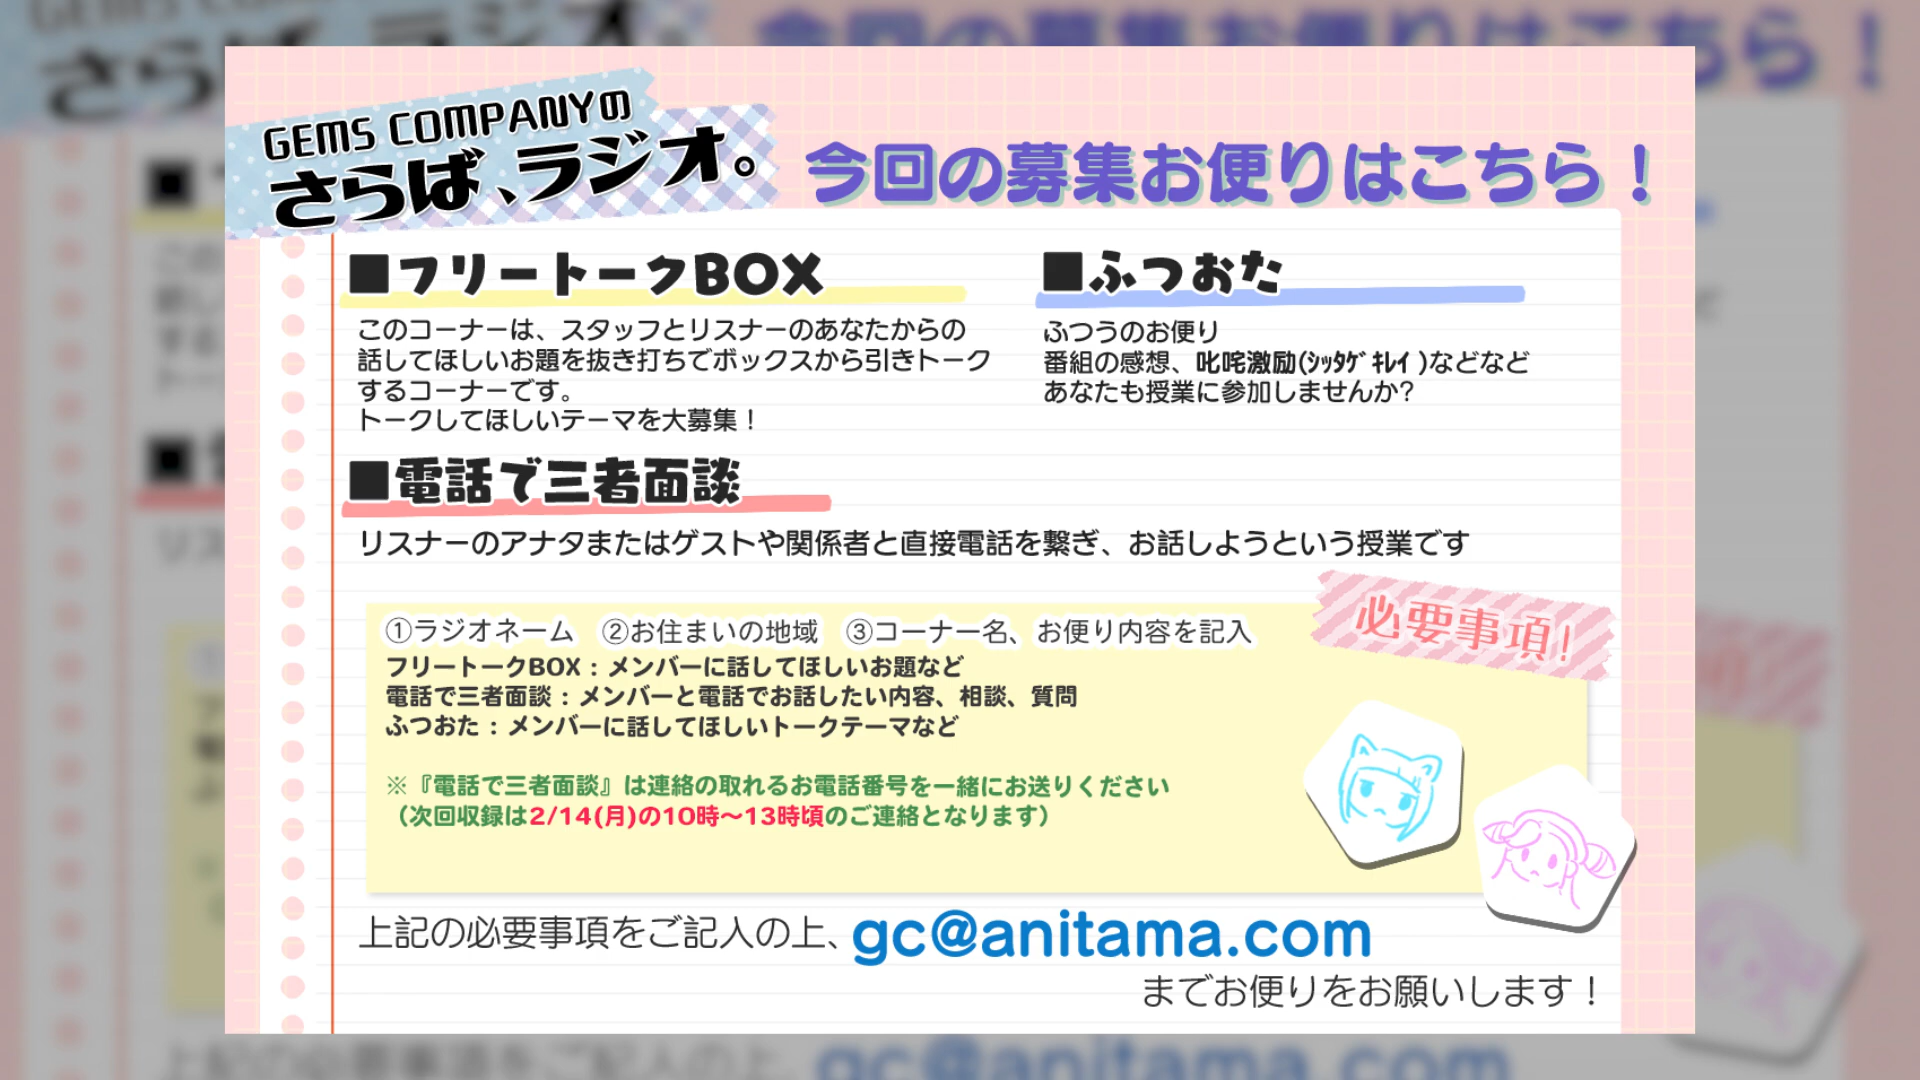 GEMS COMPANYの
さらば、ラジオ。
今回の募集お便りはこちら！
■フリートークBOX
このコーナーは、スタッフとリスナーのあなたからの
話してほしいお題を抜き打ちでボックスから引きトーク
するコーナーです。
トークしてほしいテーマを大募集！
■ふつおた
ふつうのお便り
番組の感想、叱咤激励(ｼｯﾀｹﾞｷﾚｲ)などなど
あなたも授業に参加しませんか?
■電話で三者面談
リスナーのアナタまたはゲストや関係者と直接電話を繋ぎ、お話しようという授業です
必要事項!
①ラジオネーム　②お住まいの地域　③コーナー名、お便り内容を記入
フリートークBOX：メンバーに話してほしいお題など
電話で三者面談：メンバーと電話でお話したい内容、相談、質問
ふつおた：メンバーに話してほしいトークテーマなど
※『電話で三者面談』は連絡の取れるお電話番号を一緒にお送りください
（次回収録は2/14(月)の10時～13時頃のご連絡となります）
上記の必要事項をご記入の上、gc@anitama.com
までお便りをお願いします！